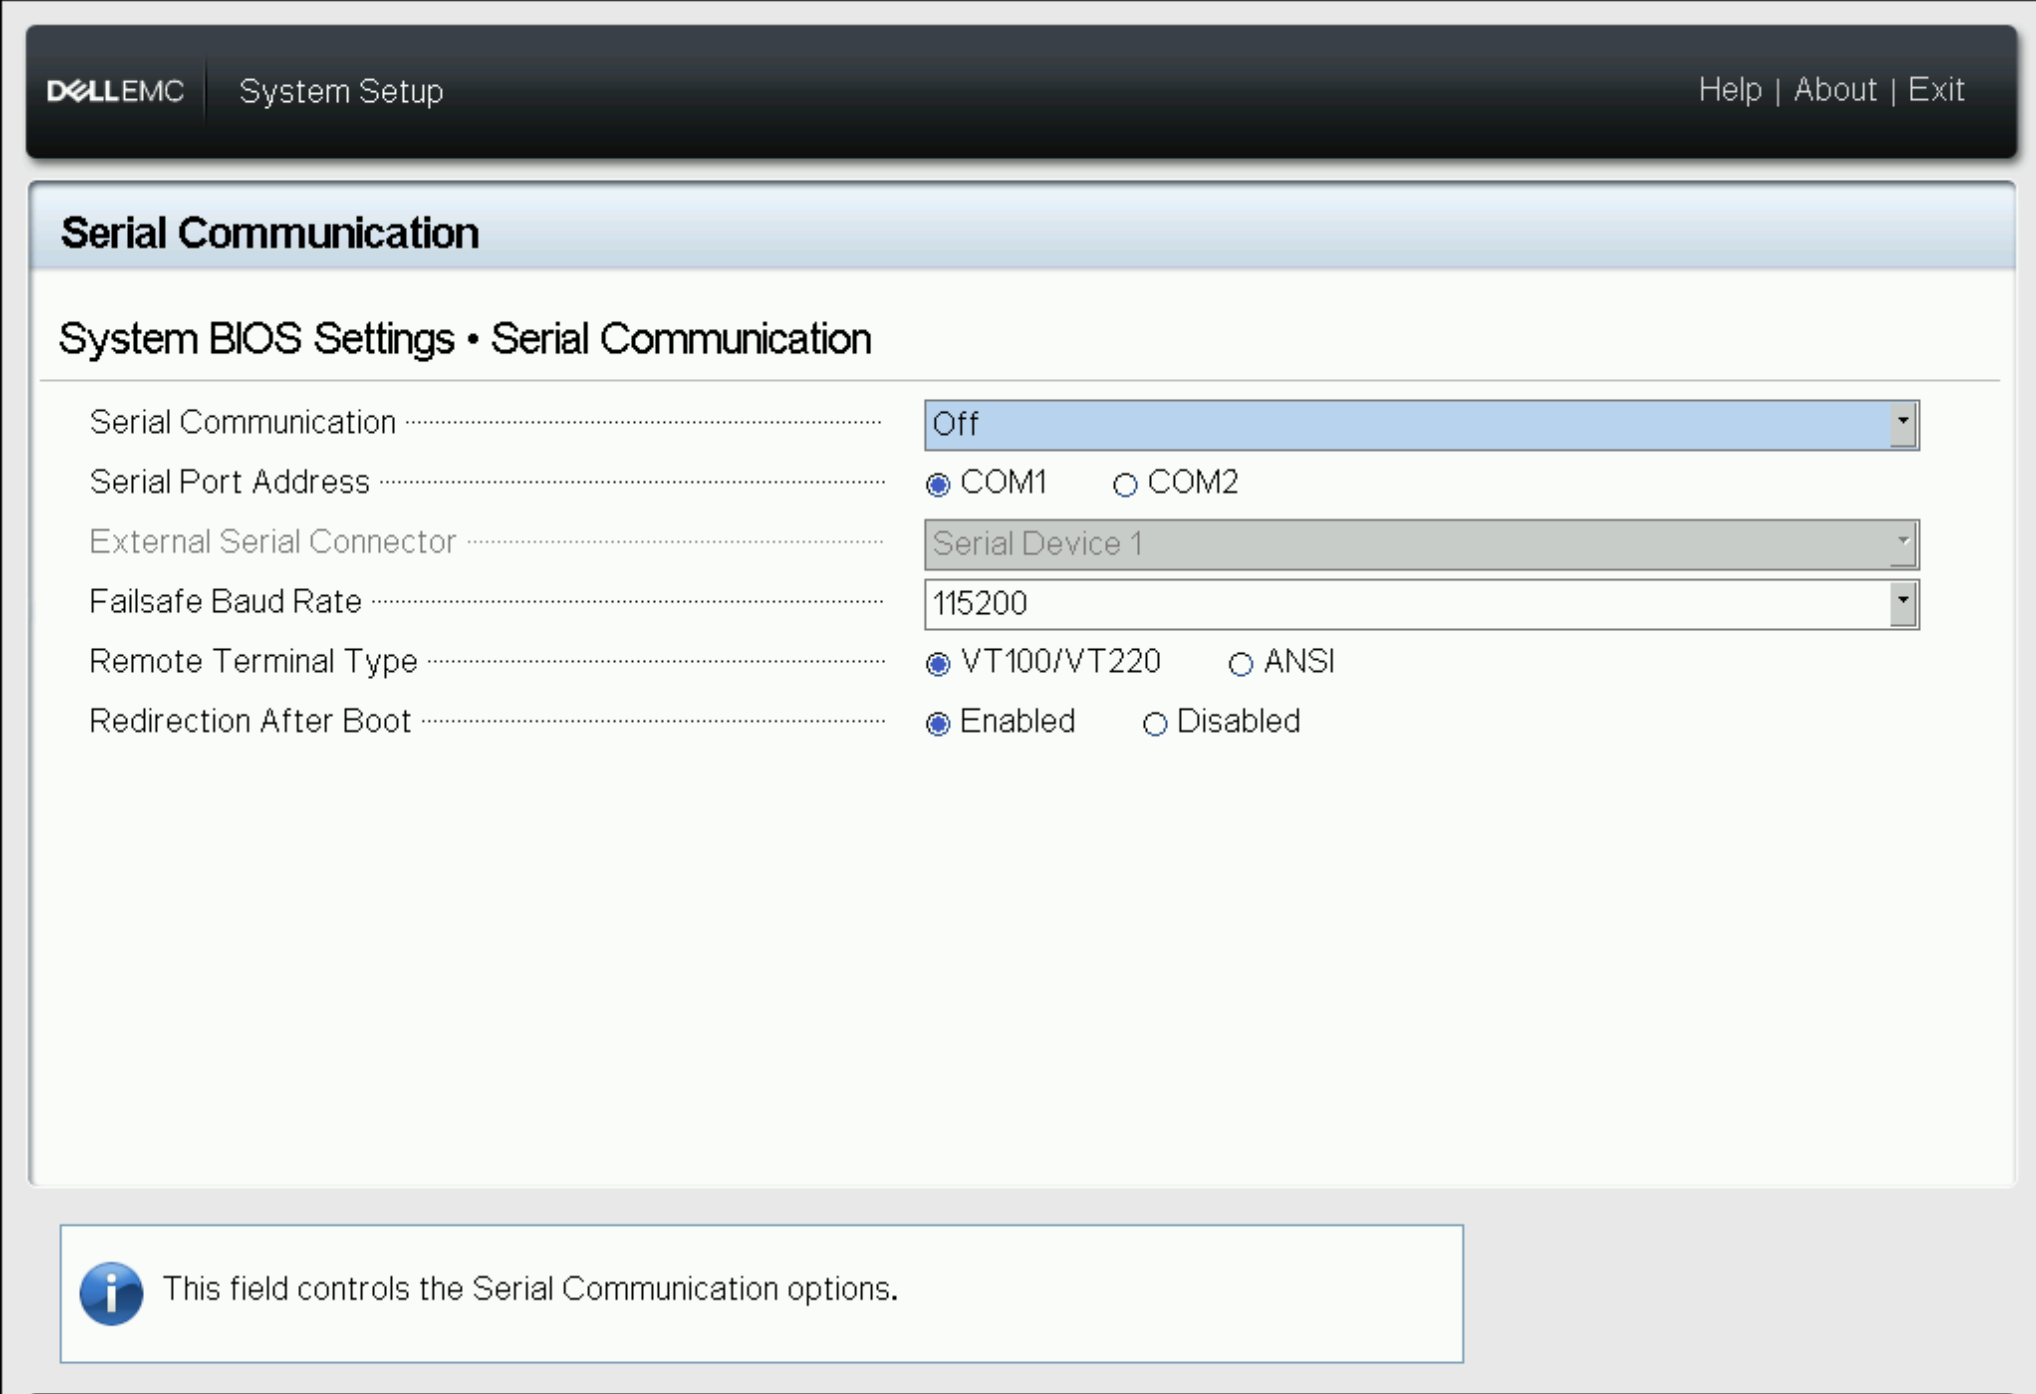 DELLEMC System Setup Help | About | Exit
Serial Communication
System BIOS Settings • Serial Communication
Serial Communication Off
Serial Port Address COM1 COM2
External Serial Connector Serial Device 1
Failsafe Baud Rate 115200
Remote Terminal Type VT100/VT220 ANSI
Redirection After Boot Enabled Disabled
This field controls the Serial Communication options.